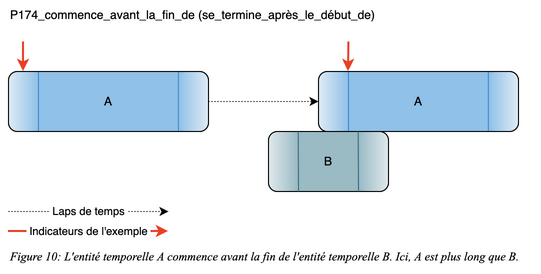 P174_commence_avant_la_fin_de (se_termine_après_le_début_de)
A
A
B
Laps de temps
Indicateurs de l'exemple
Figure 10: L'entité temporelle A commence avant la fin de l'entité temporelle B. Ici, A est plus long que B.